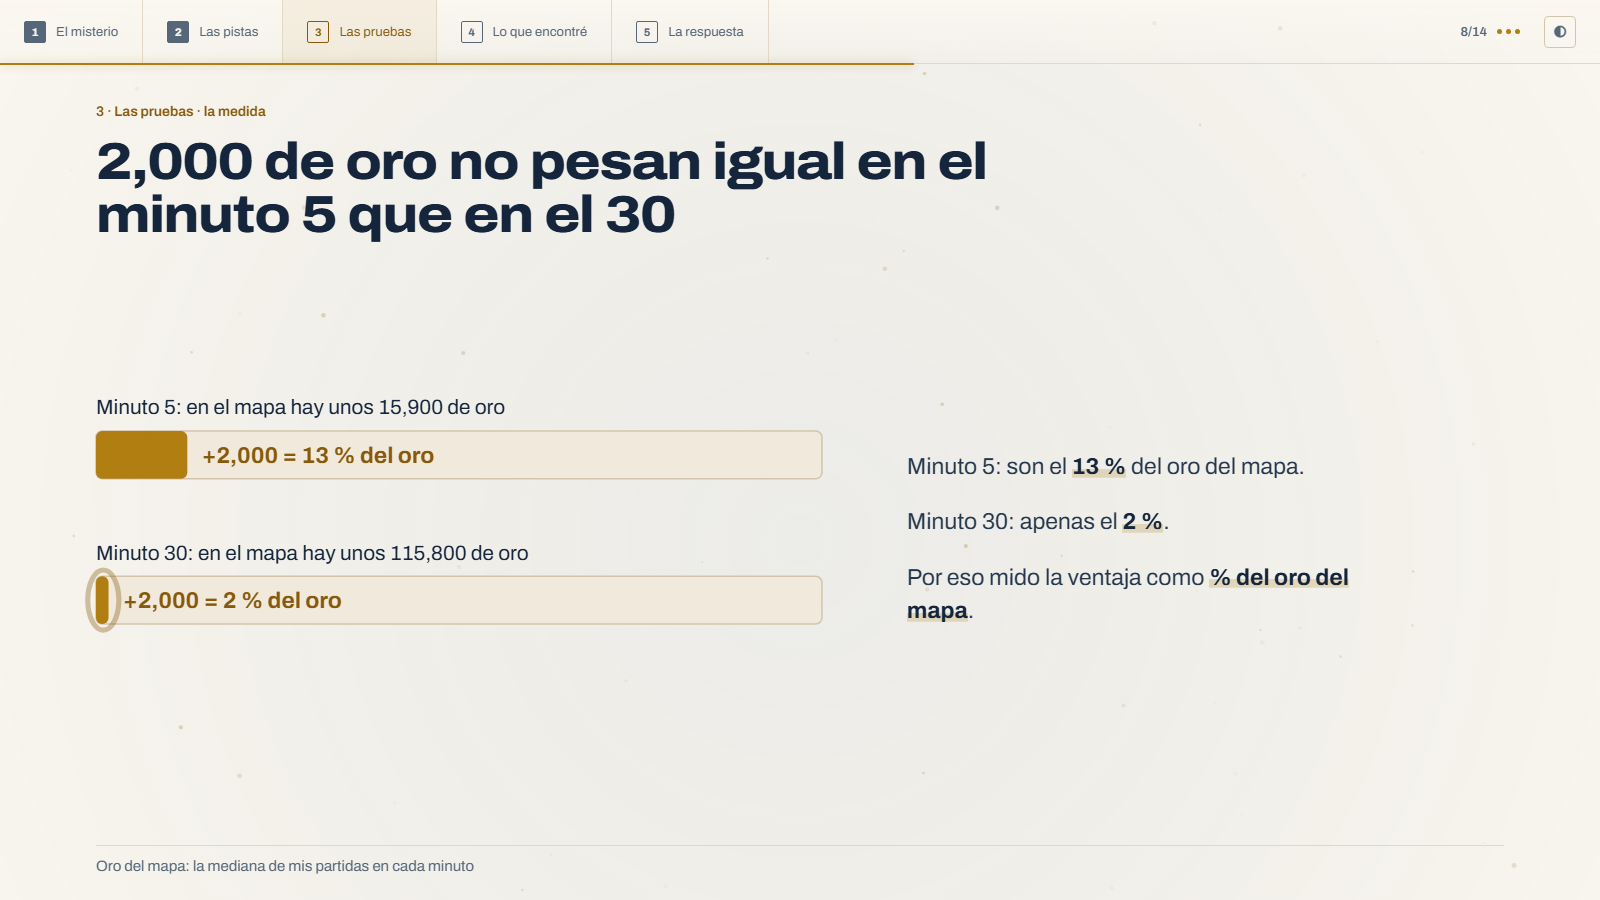 1 El misterio
2 Las pistas
3 Las pruebas
4 Lo que encontré
5 La respuesta
8/14
3 · Las pruebas · la medida
2,000 de oro no pesan igual en el
minuto 5 que en el 30
Minuto 5: en el mapa hay unos 15,900 de oro
+2,000 = 13 % del oro
Minuto 30: en el mapa hay unos 115,800 de oro
+2,000 = 2 % del oro
Minuto 5: son el 13 % del oro del mapa.
Minuto 30: apenas el 2 %.
Por eso mido la ventaja como % del oro del
mapa.
Oro del mapa: la mediana de mis partidas en cada minuto